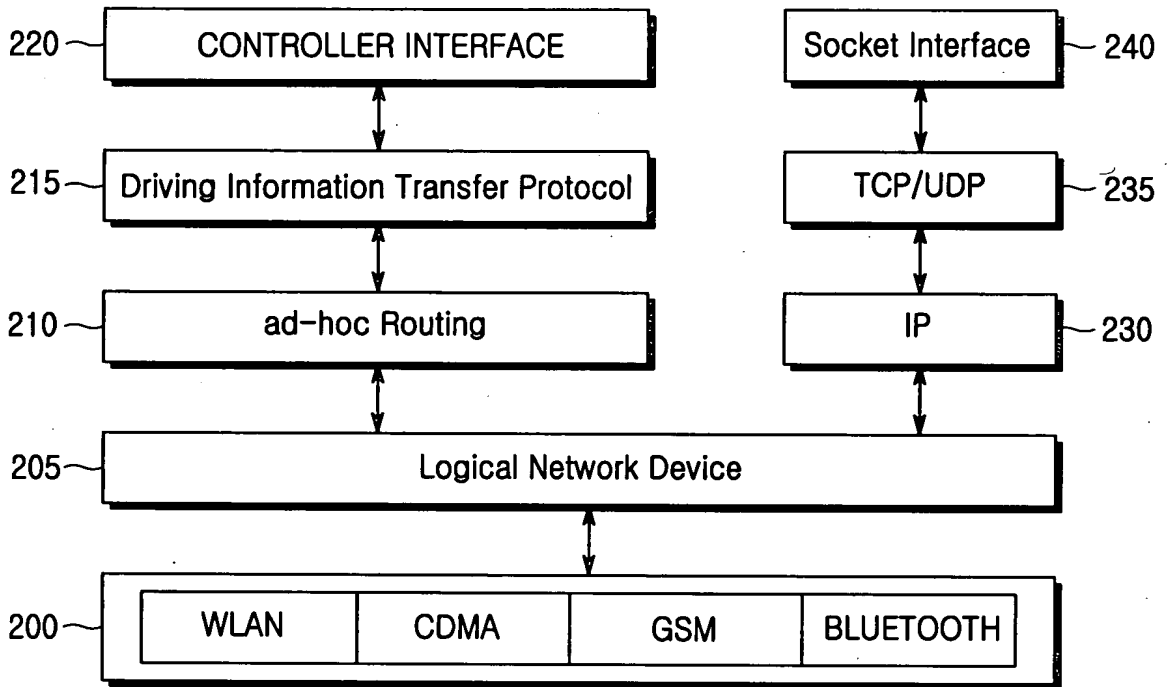 220 CONTROLLER INTERFACE Socket Interface 240
215 Driving Information Transfer Protocol TCP/UDP 235
210 ad-hoc Routing IP 230
205 Logical Network Device
200 WLAN CDMA GSM BLUETOOTH